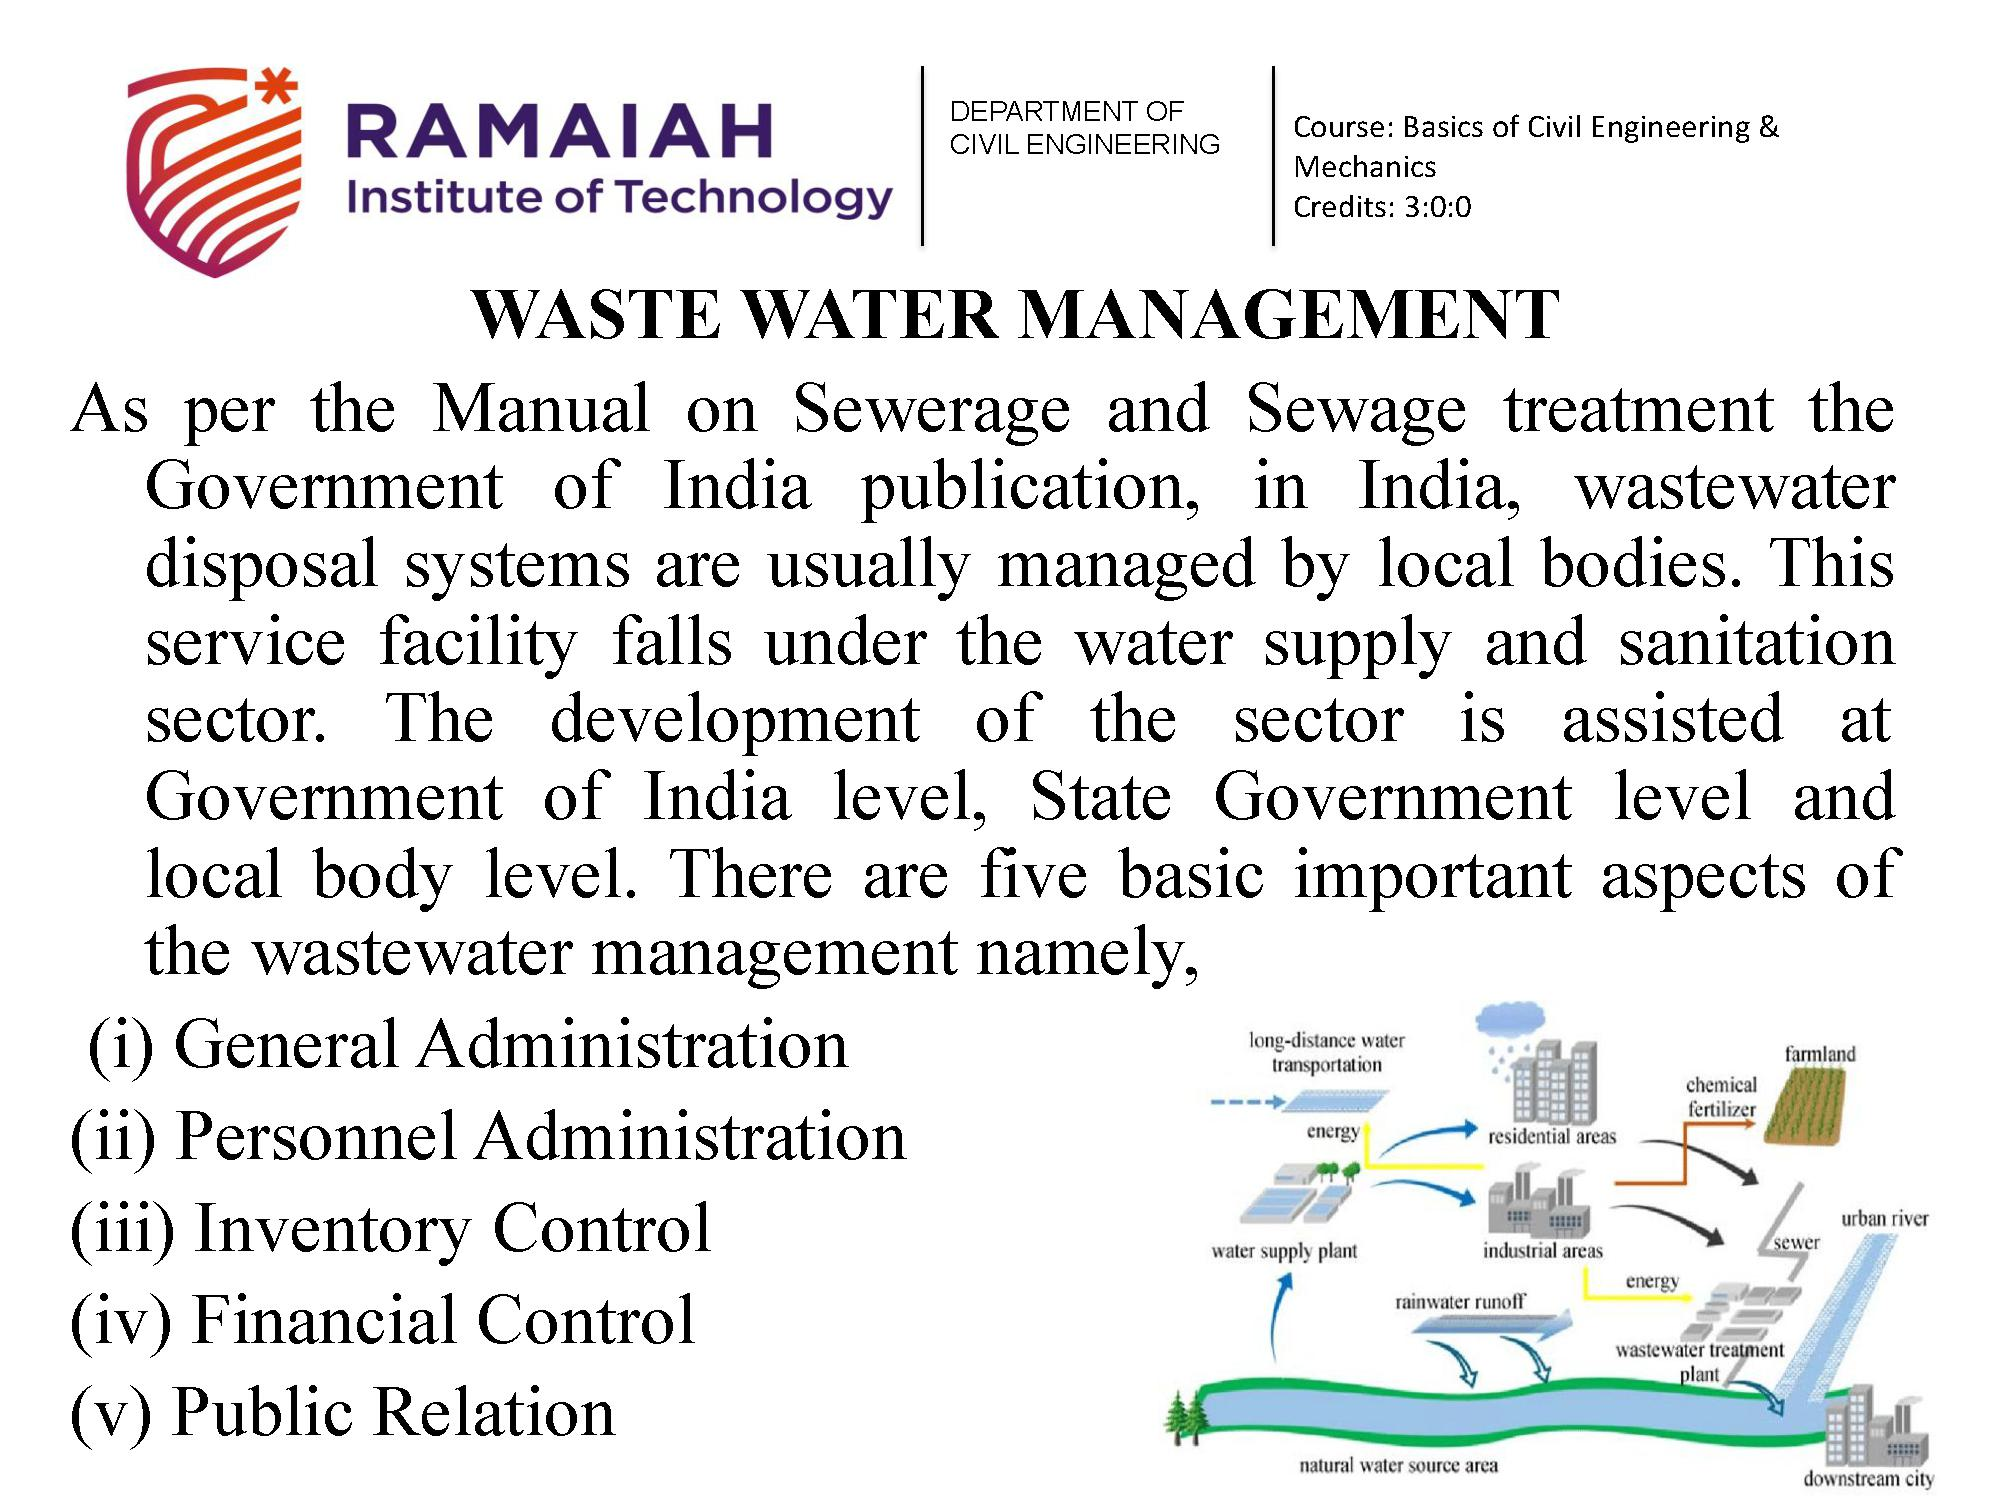 RAMAIAH
Institute of Technology
DEPARTMENT OF
CIVIL ENGINEERING
Course: Basics of Civil Engineering &
Mechanics
Credits: 3:0:0
WASTE WATER MANAGEMENT
As per the Manual on Sewerage and Sewage treatment the
Government of India publication, in India, wastewater
disposal systems are usually managed by local bodies. This
service facility falls under the water supply and sanitation
sector. The development of the sector is assisted at
Government of India level, State Government level and
local body level. There are five basic important aspects of
the wastewater management namely,
(i) General Administration
(ii) Personnel Administration
(iii) Inventory Control
(iv) Financial Control
(v) Public Relation
long-distance water
transportation
farmland
chemical
fertilizer
energy
residential areas
urban river
sewer
water supply plant
industrial areas
energy
rainwater runoff
wastewater treatment
plant
natural water source area
downstream city